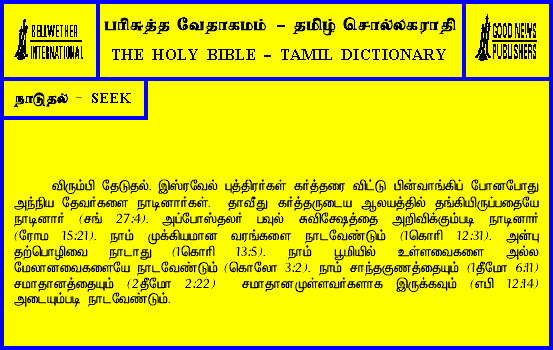 BELLWETHER
INTERNATIONAL
பரிசுத்த வேதாகமம் - தமிழ் சொல்லகராதி
THE HOLY BIBLE - TAMIL DICTIONARY
GOOD NEWS
PUBLISHERS
நாடுதல் - SEEK
விரும்பி தேடுதல். இஸ்ரவேல் புத்திரர்கள் கர்த்தரை விட்டு பின்வாங்கிப் போனபோது
அந்நிய தேவர்களை நாடினார்கள். தாவீது கர்த்தருடைய ஆலயத்தில் தங்கியிருப்பதையே
நாடினார் (சங் 27:4). அப்போஸ்தலர் பவுல் சுவிசேஷத்தை அறிவிக்கும்படி நாடினார்
(ரோம 15:21). நாம் முக்கியமான வரங்களை நாடவேண்டும் (1கொரி 12:31). அன்பு
தற்பொழிவை நாடாது (1கொரி 13:5). நாம் பூமியில் உள்ளவைகளை அல்ல
மேலானவைகளையே நாடவேண்டும் (கொலோ 3:2). நாம் சாந்தகுணத்தையும் (1தீமோ 6:11)
சமாதானத்தையும் (2தீமோ 2:22) சமாதானமுள்ளவர்களாக இருக்கவும் (எபி 12:14)
அடையும்படி நாடவேண்டும்.